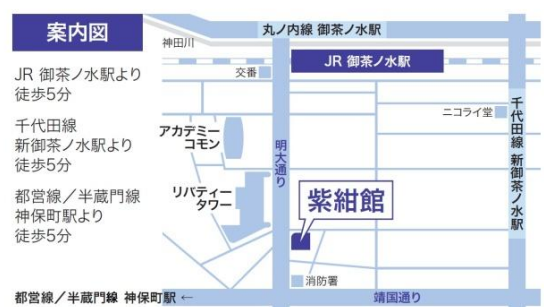 案内図
JR 御茶ノ水駅より
徒歩5分
千代田線
新御茶ノ水駅より
徒歩5分
都営線／半蔵門線
神保町駅より
徒歩5分
丸ノ内線 御茶ノ水駅
神田川
JR 御茶ノ水駅
交番
ニコライ堂
千代田線 新御茶ノ水駅
アカデミー
コモン
明大通り
リバティー
タワー
紫紺館
消防署
都営線／半蔵門線 神保町駅 ←
靖国通り